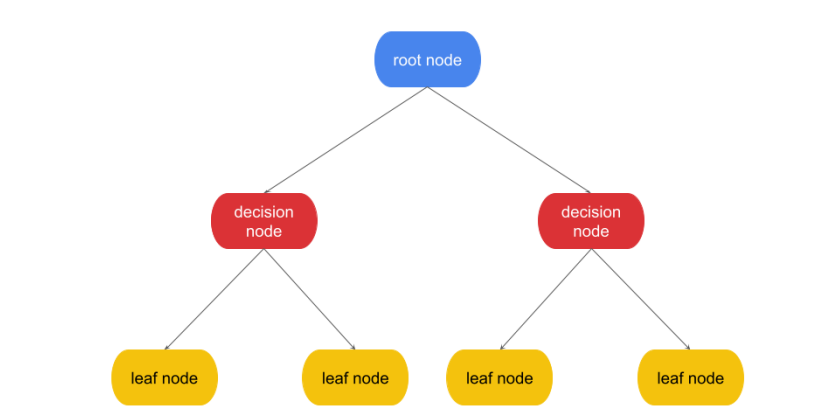 root node
decision
node
decision
node
leaf node
leaf node
leaf node
leaf node